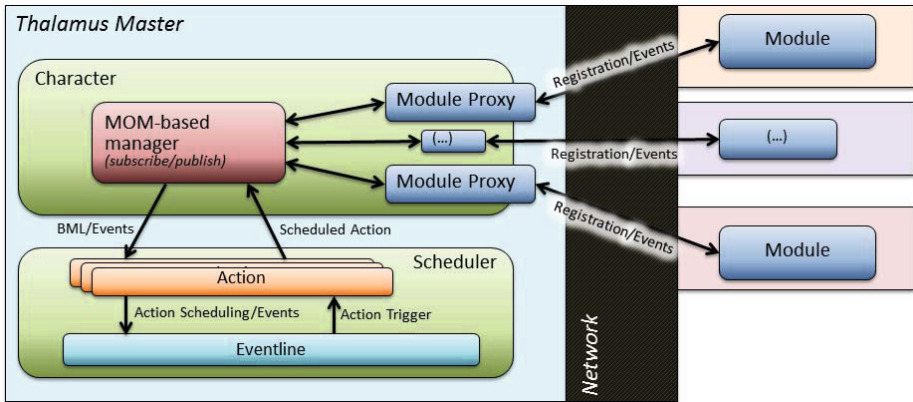 Thalamus Master
Character
MOM-based
manager
(subscribe/publish)
Module Proxy
(...)
Module Proxy
BML/Events
Scheduled Action
Scheduler
Action
Action Scheduling/Events
Action Trigger
Eventline
Network
Registration/Events
Registration/Events
Registration/Events
Module
(...)
Module